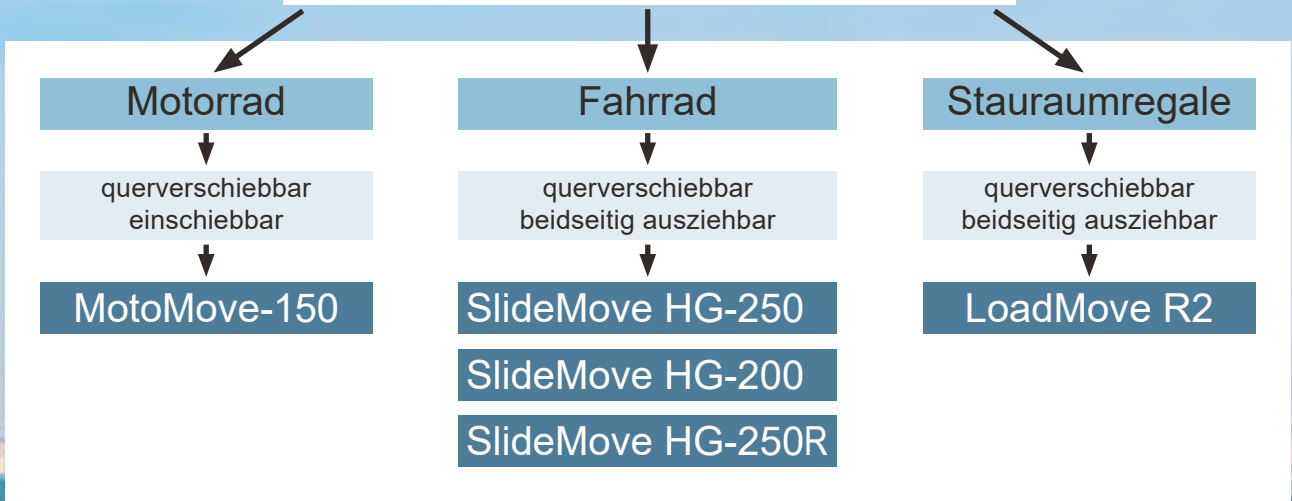 Motorrad
querverschiebbar
einschiebbar
MotoMove-150
Fahrrad
querverschiebbar
beidseitig ausziehbar
SlideMove HG-250
SlideMove HG-200
SlideMove HG-250R
Stauraumregale
querverschiebbar
beidseitig ausziehbar
LoadMove R2